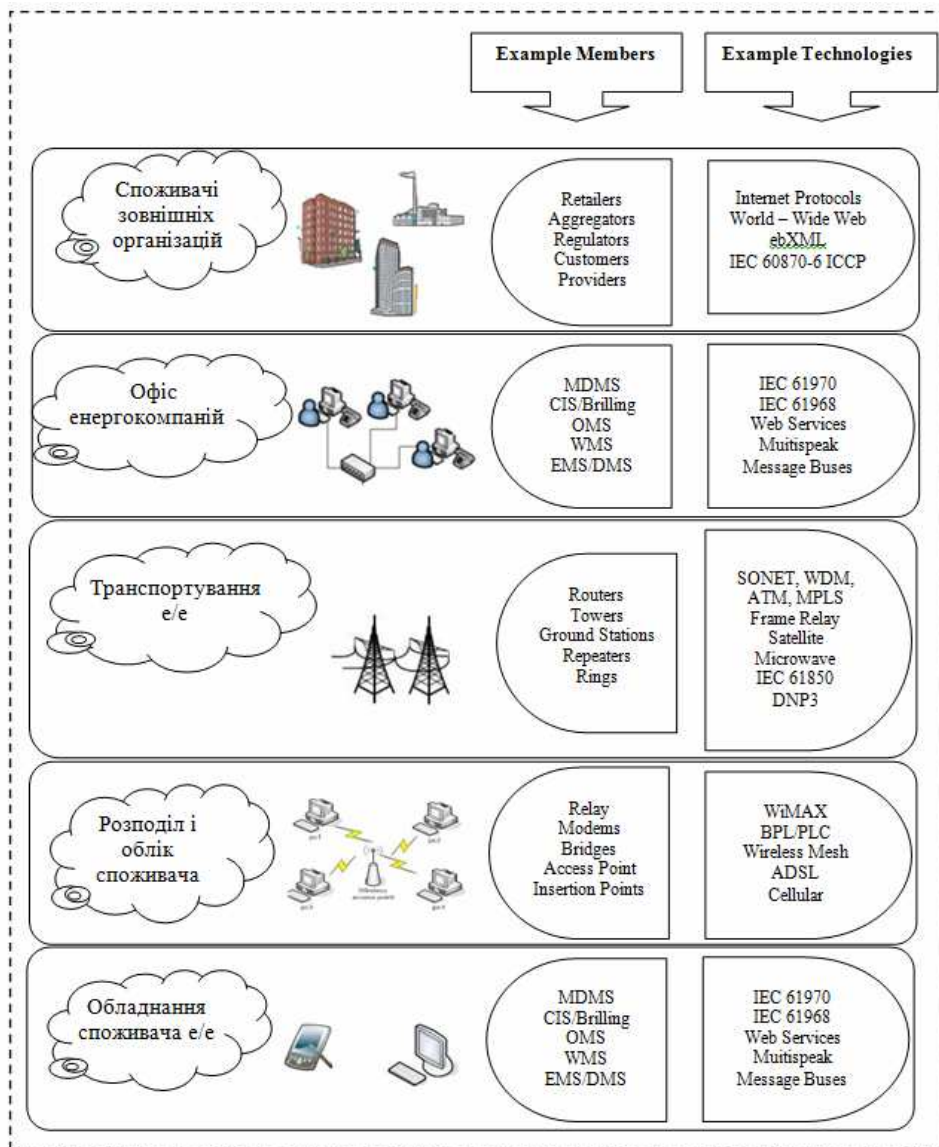 Example Members
Example Technologies
Споживачі
зовнішніх
організацій
Retailers
Aggregators
Regulators
Customers
Providers
Internet Protocols
World – Wide Web
ebXML
IEC 60870-6 ICCP
Офіс
енергокомпаній
MDMS
CIS/Brilling
OMS
WMS
EMS/DMS
IEC 61970
IEC 61968
Web Services
Muitispeak
Message Buses
Транспортування
е/е
Routers
Towers
Ground Stations
Repeaters
Rings
SONET, WDM,
ATM, MPLS
Frame Relay
Satellite
Microwave
IEC 61850
DNP3
Розподіл і
облік
споживача
Relay
Modems
Bridges
Access Point
Insertion Points
WiMAX
BPL/PLC
Wireless Mesh
ADSL
Cellular
Обладнання
споживача е/е
MDMS
CIS/Brilling
OMS
WMS
EMS/DMS
IEC 61970
IEC 61968
Web Services
Muitispeak
Message Buses